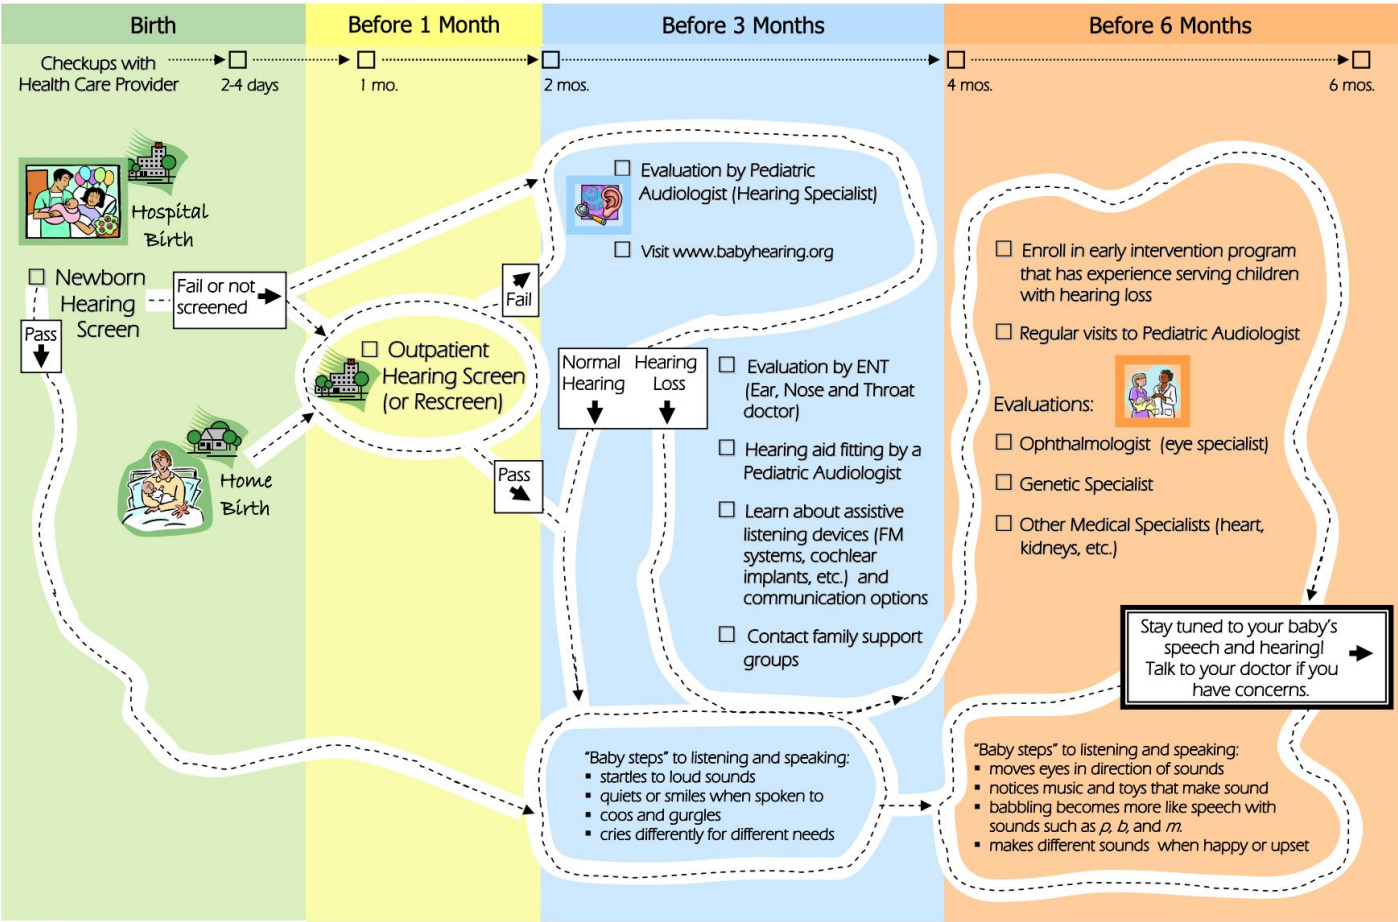 Birth
Before 1 Month
Before 3 Months
Before 6 Months
Checkups with
Health Care Provider
2-4 days
1 mo.
2 mos.
4 mos.
6 mos.
Hospital
Birth
Newborn
Hearing
Screen
Fail or not
screened
Pass
Home
Birth
Outpatient
Hearing Screen
(or Rescreen)
Fail
Pass
Evaluation by Pediatric
Audiologist (Hearing Specialist)
Visit www.babyhearing.org
Normal
Hearing
Hearing
Loss
Evaluation by ENT
(Ear, Nose and Throat
doctor)
Hearing aid fitting by a
Pediatric Audiologist
Learn about assistive
listening devices (FM
systems, cochlear
implants, etc.) and
communication options
Contact family support
groups
"Baby steps" to listening and speaking:
▪ startles to loud sounds
▪ quiets or smiles when spoken to
▪ coos and gurgles
▪ cries differently for different needs
Enroll in early intervention program
that has experience serving children
with hearing loss
Regular visits to Pediatric Audiologist
Evaluations:
Ophthalmologist (eye specialist)
Genetic Specialist
Other Medical Specialists (heart,
kidneys, etc.)
Stay tuned to your baby's
speech and hearing!
Talk to your doctor if you
have concerns.
"Baby steps" to listening and speaking:
▪ moves eyes in direction of sounds
▪ notices music and toys that make sound
▪ babbling becomes more like speech with
sounds such as p, b, and m.
▪ makes different sounds when happy or upset